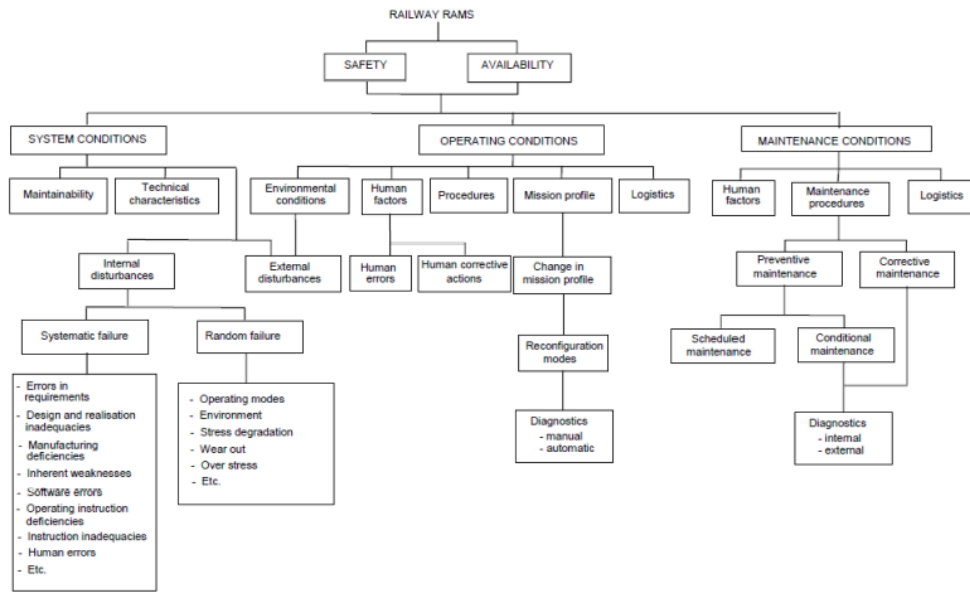 RAILWAY RAMS
SAFETY
AVAILABILITY
SYSTEM CONDITIONS
OPERATING CONDITIONS
MAINTENANCE CONDITIONS
Maintainability
Technical
characteristics
Environmental
conditions
Human
factors
Procedures
Mission profile
Logistics
Human
factors
Maintenance
procedures
Logistics
Internal
disturbances
External
disturbances
Human
errors
Human corrective
actions
Change in
mission profile
Preventive
maintenance
Corrective
maintenance
Systematic failure
Random failure
Reconfiguration
modes
Scheduled
maintenance
Conditional
maintenance
- Errors in
requirements
- Design and realisation
inadequacies
- Manufacturing
deficiencies
- Inherent weaknesses
- Software errors
- Operating instruction
deficiencies
- Instruction inadequacies
- Human errors
- Etc.
- Operating modes
- Environment
- Stress degradation
- Wear out
- Over stress
- Etc.
Diagnostics
- manual
- automatic
Diagnostics
- internal
- external